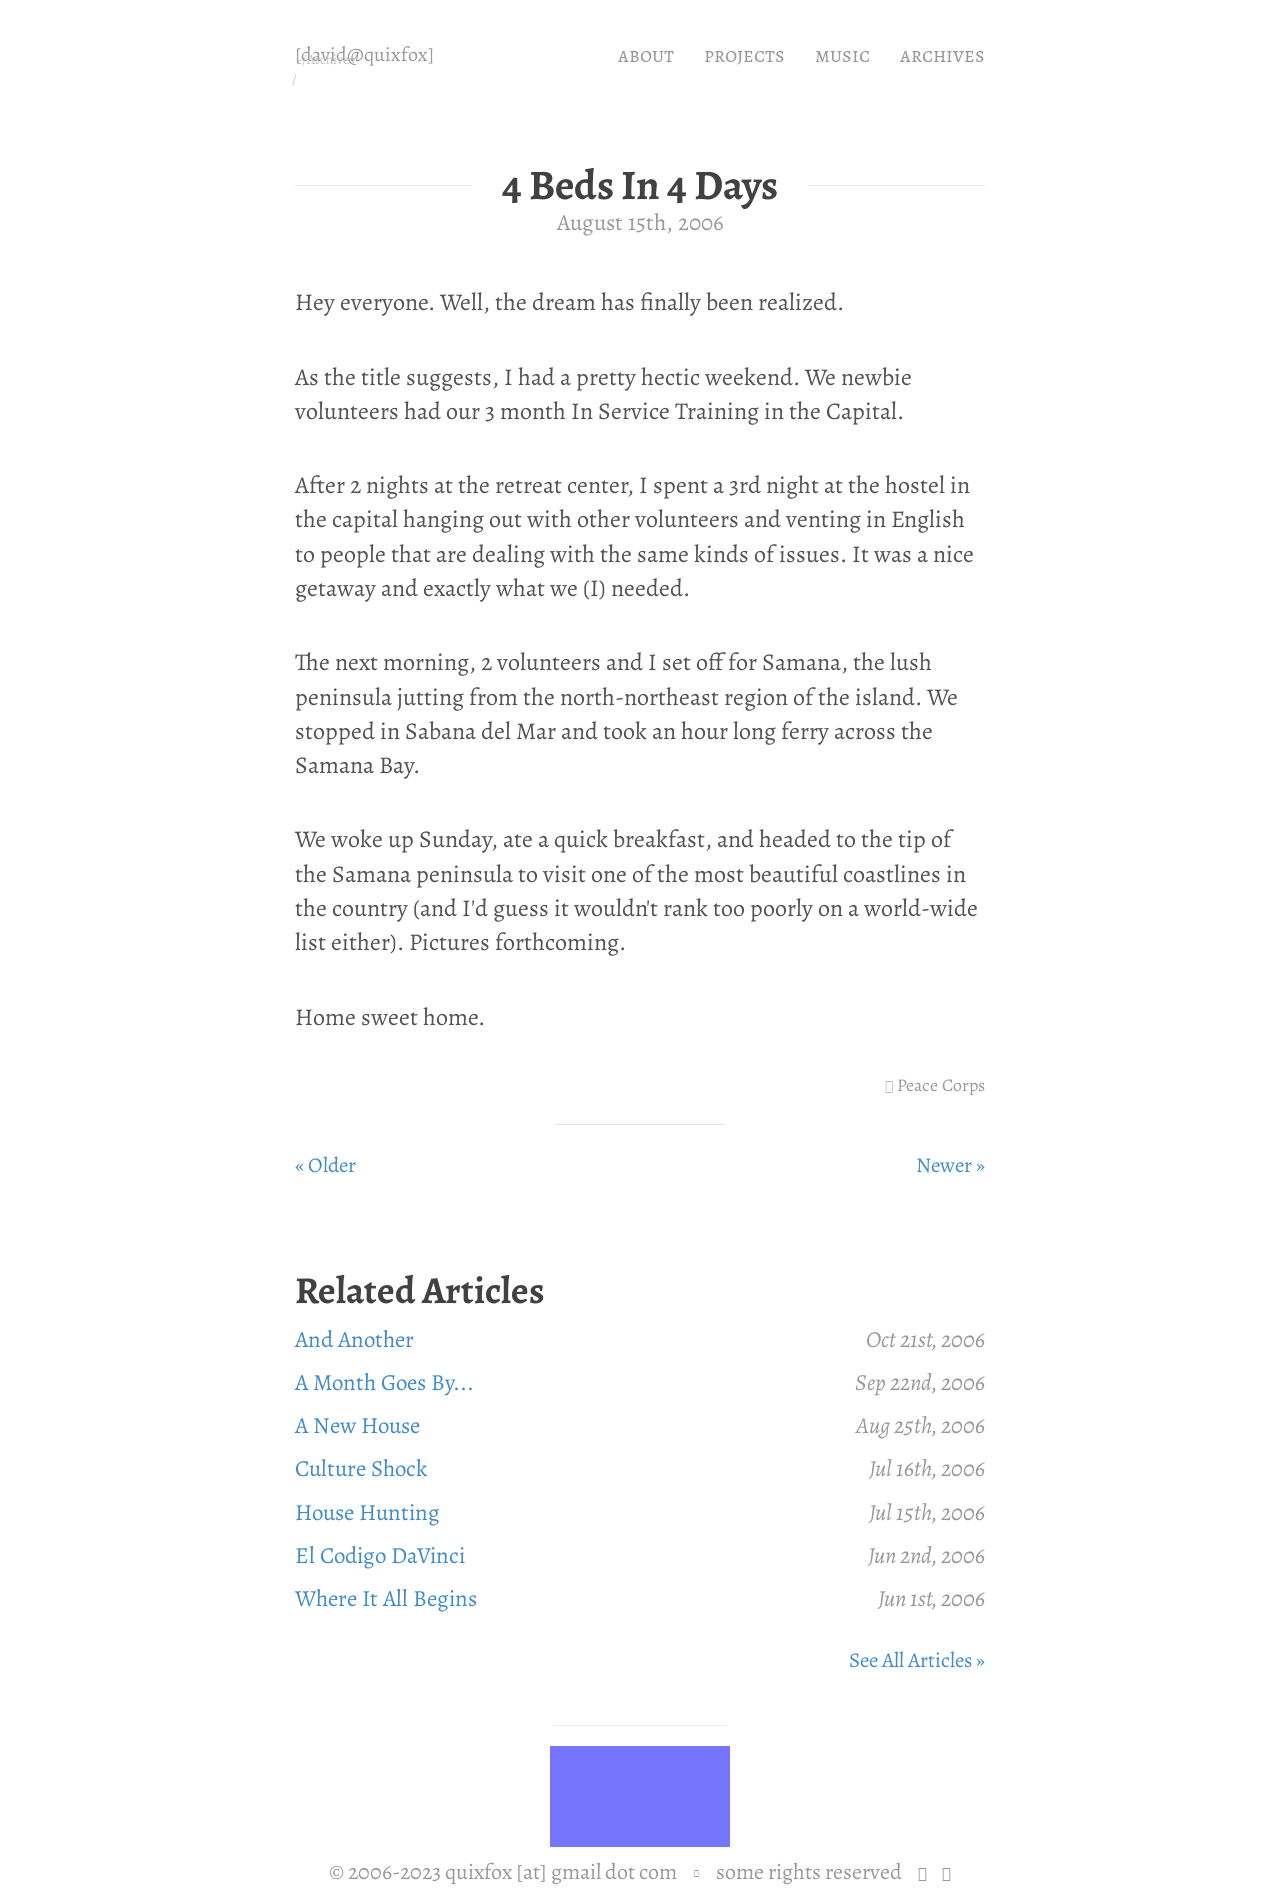 [david@quixfox]
/
ABOUT PROJECTS MUSIC ARCHIVES
4 Beds In 4 Days
August 15th, 2006
Hey everyone. Well, the dream has finally been realized.
As the title suggests, I had a pretty hectic weekend. We newbie
volunteers had our 3 month In Service Training in the Capital.
After 2 nights at the retreat center, I spent a 3rd night at the hostel in
the capital hanging out with other volunteers and venting in English
to people that are dealing with the same kinds of issues. It was a nice
getaway and exactly what we (I) needed.
The next morning, 2 volunteers and I set off for Samana, the lush
peninsula jutting from the north-northeast region of the island. We
stopped in Sabana del Mar and took an hour long ferry across the
Samana Bay.
We woke up Sunday, ate a quick breakfast, and headed to the tip of
the Samana peninsula to visit one of the most beautiful coastlines in
the country (and I'd guess it wouldn't rank too poorly on a world-wide
list either). Pictures forthcoming.
Home sweet home.
Peace Corps
« Older Newer »
Related Articles
And Another Oct 21st, 2006
A Month Goes By... Sep 22nd, 2006
A New House Aug 25th, 2006
Culture Shock Jul 16th, 2006
House Hunting Jul 15th, 2006
El Codigo DaVinci Jun 2nd, 2006
Where It All Begins Jun 1st, 2006
See All Articles »
© 2006-2023 quixfox [at] gmail dot com some rights reserved